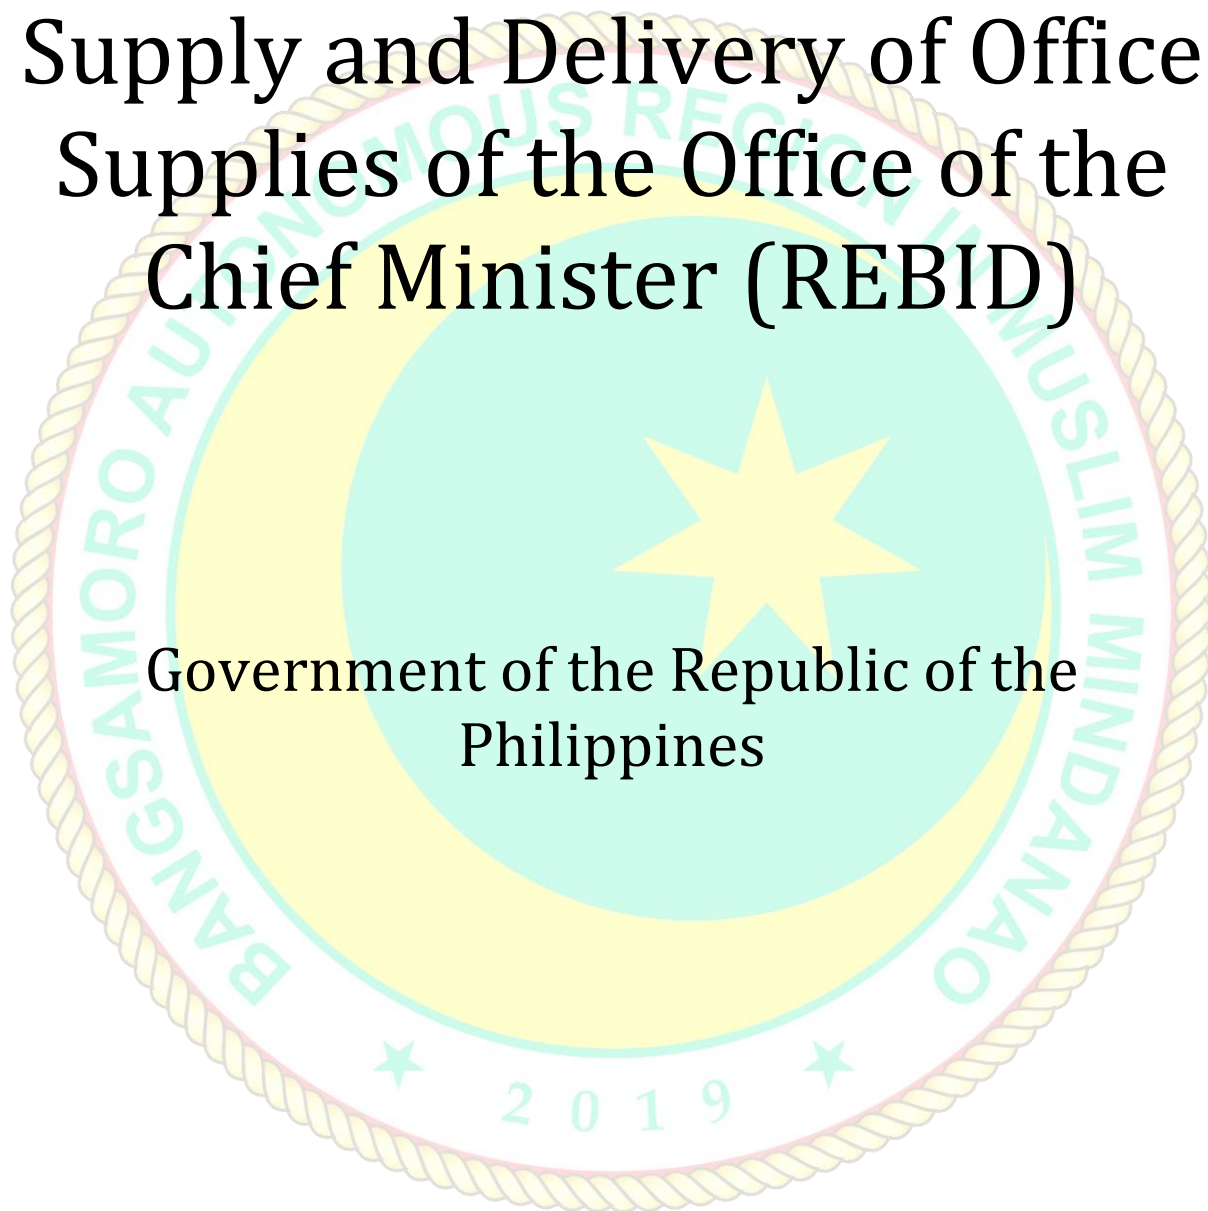 Supply and Delivery of Office
Supplies of the Office of the
Chief Minister (REBID)
Government of the Republic of the
Philippines
BANGSAMORO AUTONOMOUS REGION IN MUSLIM MINDANAO
2019